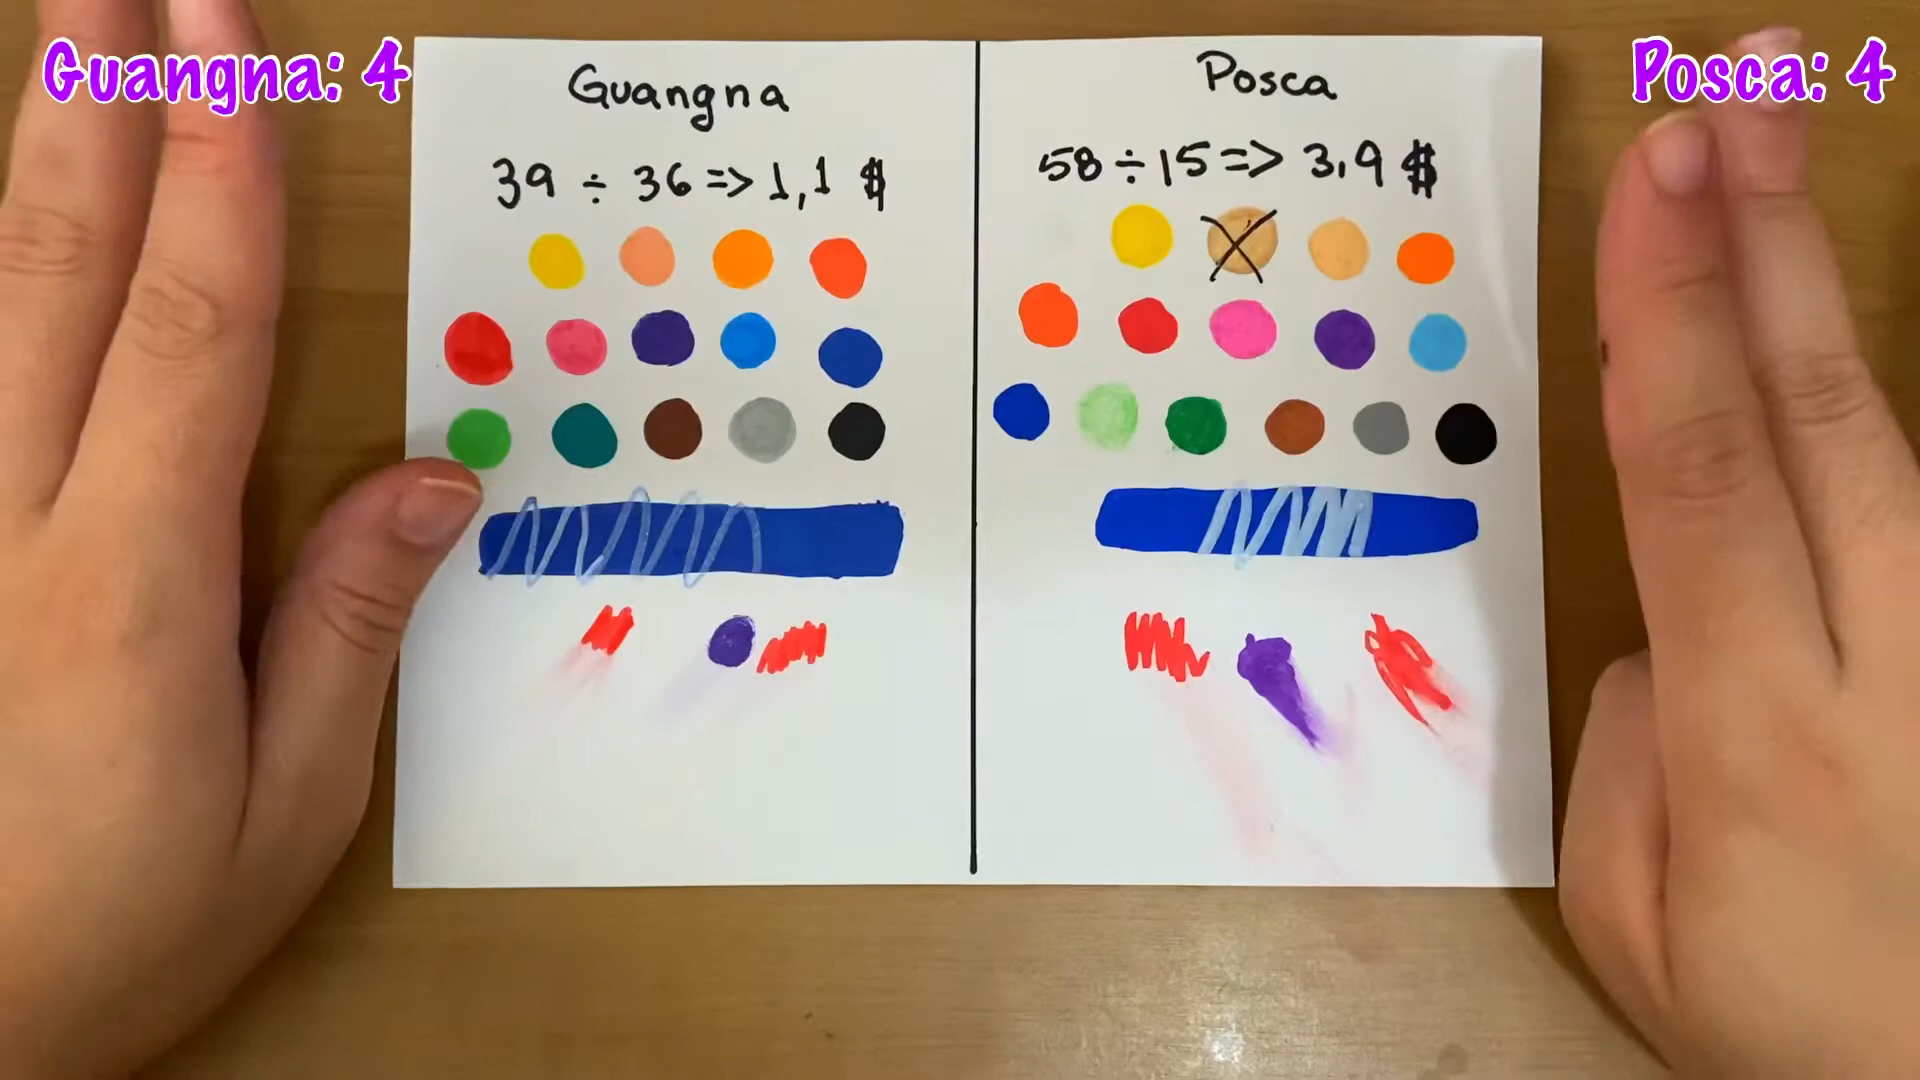 Guangna: 4
Posca: 4
Guangna
39 ÷ 36 => 1,1 $
Posca
58 ÷ 15 => 3,9 $